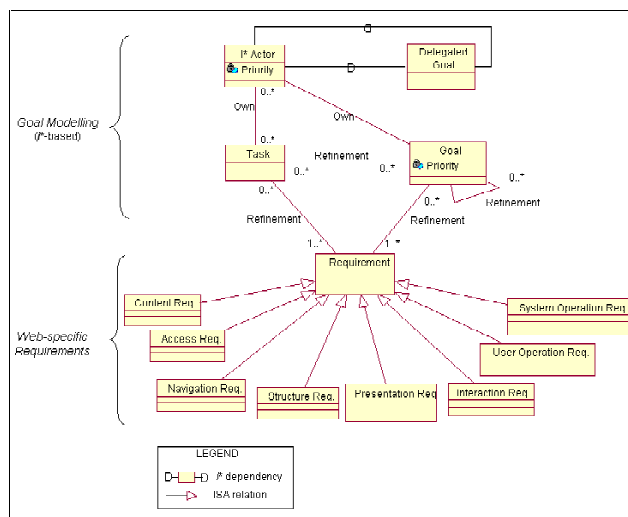 D
I* Actor
Priority
D
Delegated
Goal
0..*
Own
Own
0..*
Goal Modelling
(i*-based)
Task
Refinement
Goal
Priority
0..*
0..*
0..*
0..*
0..*
Refinement
Refinement
Refinement
1..*
1..*
Requirement
Content Req.
System Operation Req.
Web-specific
Requirements
Access Req.
User Operation Req.
Navigation Req.
Structure Req.
Presentation Req
Interaction Req.
LEGEND
D D i* dependency
ISA relation